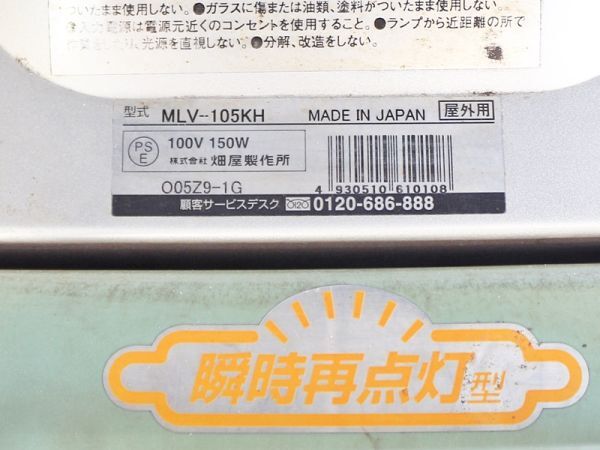 ついたまま使用しない。●ガラスに傷または油類、塗料がついたまま使用しない。
電源は電源元近くのコンセントを使用すること。●ランプから近距離の所で
したり、光源を直視しない。●分解、改造をしない。
型式 MLV-105KH MADE IN JAPAN 屋外用
PS
E
100V 150W
株式会社 畑屋製作所
O05Z9-1G
4 930510 610108
顧客サービスデスク 0120 0120-686-888
瞬時再点灯型